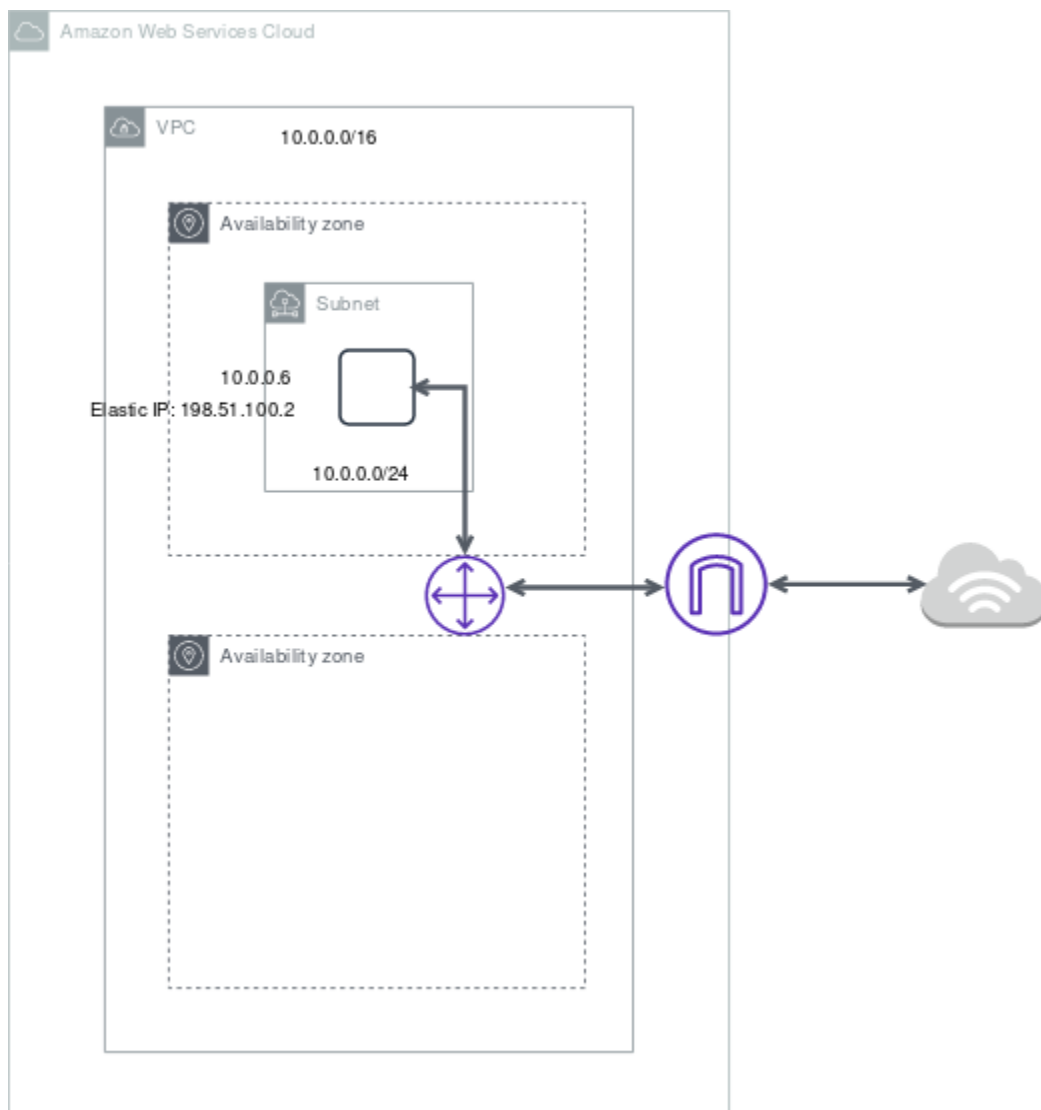 Amazon Web Services Cloud
VPC
10.0.0.0/16
Availability zone
Subnet
10.0.0.6
Elastic IP: 198.51.100.2
10.0.0.0/24
Availability zone